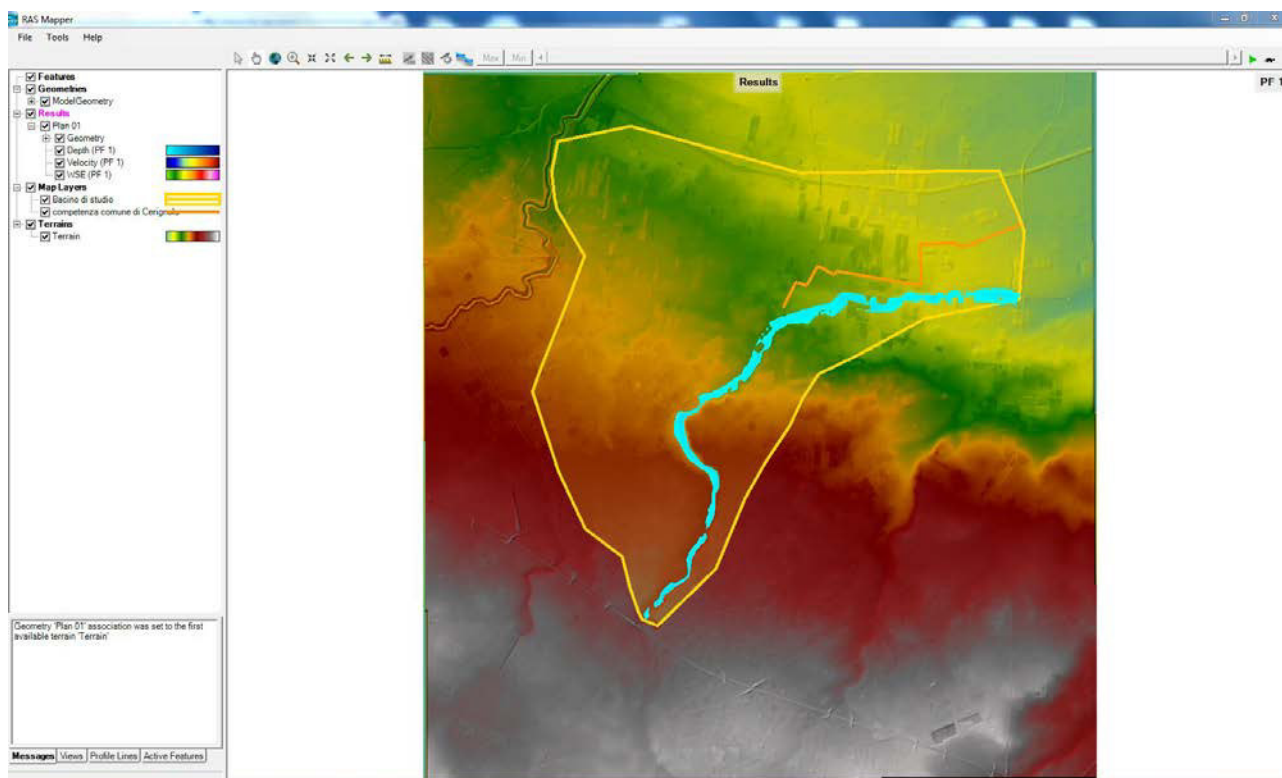 RAS Mapper
File Tools Help
Max Min
Features
Geometries
ModelGeometry
Results
Plan 01
Geometry
Depth (PF 1)
Velocity (PF 1)
WSE (PF 1)
Map Layers
Bacino di studio
competenza comune di Cerignola
Terrains
Terrain
Results
PF 1
Geometry 'Plan 01' association was set to the first
available terrain 'Terrain'
Messages Views Profile Lines Active Features